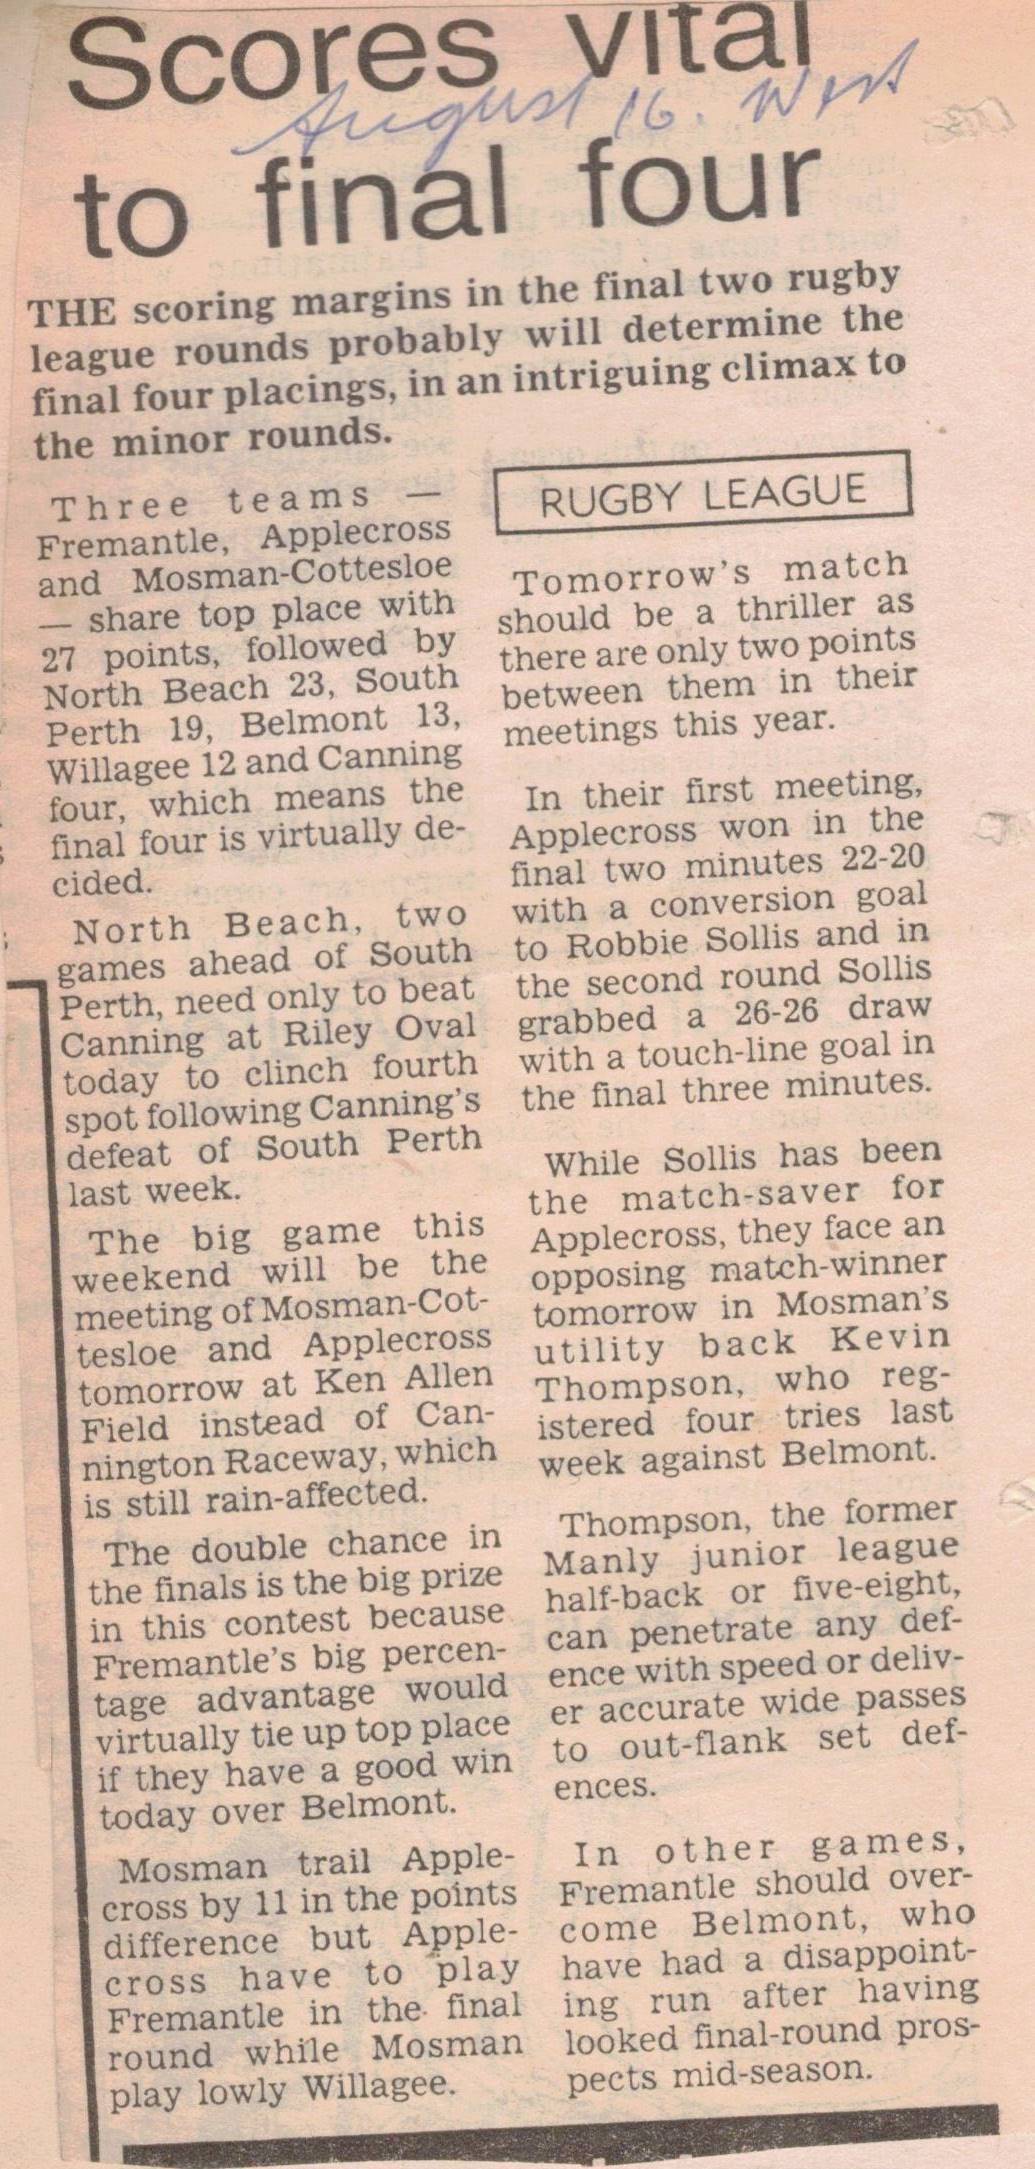 Scores vital
August 16. West
to final four
THE scoring margins in the final two rugby
league rounds probably will determine the
final four placings, in an intriguing climax to
the minor rounds.
Three teams —
Fremantle, Applecross
and Mosman-Cottesloe
— share top place with
27 points, followed by
North Beach 23, South
Perth 19, Belmont 13,
Willagee 12 and Canning
four, which means the
final four is virtually de-
cided.
North Beach, two
games ahead of South
Perth, need only to beat
Canning at Riley Oval
today to clinch fourth
spot following Canning's
defeat of South Perth
last week.
The big game this
weekend will be the
meeting of Mosman-Cot-
tesloe and Applecross
tomorrow at Ken Allen
Field instead of Can-
nington Raceway, which
is still rain-affected.
The double chance in
the finals is the big prize
in this contest because
Fremantle's big percen-
tage advantage would
virtually tie up top place
if they have a good win
today over Belmont.
Mosman trail Apple-
cross by 11 in the points
difference but Apple-
cross have to play
Fremantle in the final
round while Mosman
play lowly Willagee.
RUGBY LEAGUE
Tomorrow's match
should be a thriller as
there are only two points
between them in their
meetings this year.
In their first meeting,
Applecross won in the
final two minutes 22-20
with a conversion goal
to Robbie Sollis and in
the second round Sollis
grabbed a 26-26 draw
with a touch-line goal in
the final three minutes.
While Sollis has been
the match-saver for
Applecross, they face an
opposing match-winner
tomorrow in Mosman's
utility back Kevin
Thompson, who reg-
istered four tries last
week against Belmont.
Thompson, the former
Manly junior league
half-back or five-eight,
can penetrate any def-
ence with speed or deliv-
er accurate wide passes
to out-flank set def-
ences.
In other games,
Fremantle should over-
come Belmont, who
have had a disappoint-
ing run after having
looked final-round pros-
pects mid-season.